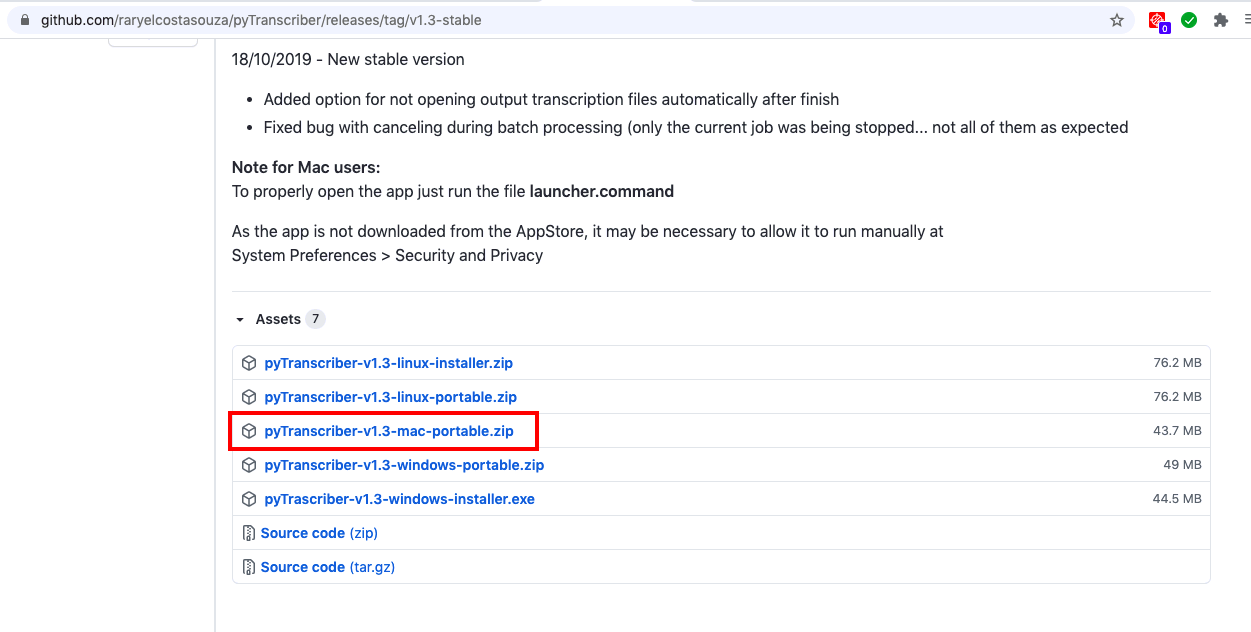 github.com/raryelcostasouza/pyTranscriber/releases/tag/v1.3-stable
0
18/10/2019 - New stable version
• Added option for not opening output transcription files automatically after finish
• Fixed bug with canceling during batch processing (only the current job was being stopped... not all of them as expected
Note for Mac users:
To properly open the app just run the file launcher.command
As the app is not downloaded from the AppStore, it may be necessary to allow it to run manually at
System Preferences > Security and Privacy
Assets 7
pyTranscriber-v1.3-linux-installer.zip 76.2 MB
pyTranscriber-v1.3-linux-portable.zip 76.2 MB
pyTranscriber-v1.3-mac-portable.zip 43.7 MB
pyTranscriber-v1.3-windows-portable.zip 49 MB
pyTrascriber-v1.3-windows-installer.exe 44.5 MB
Source code (zip)
Source code (tar.gz)